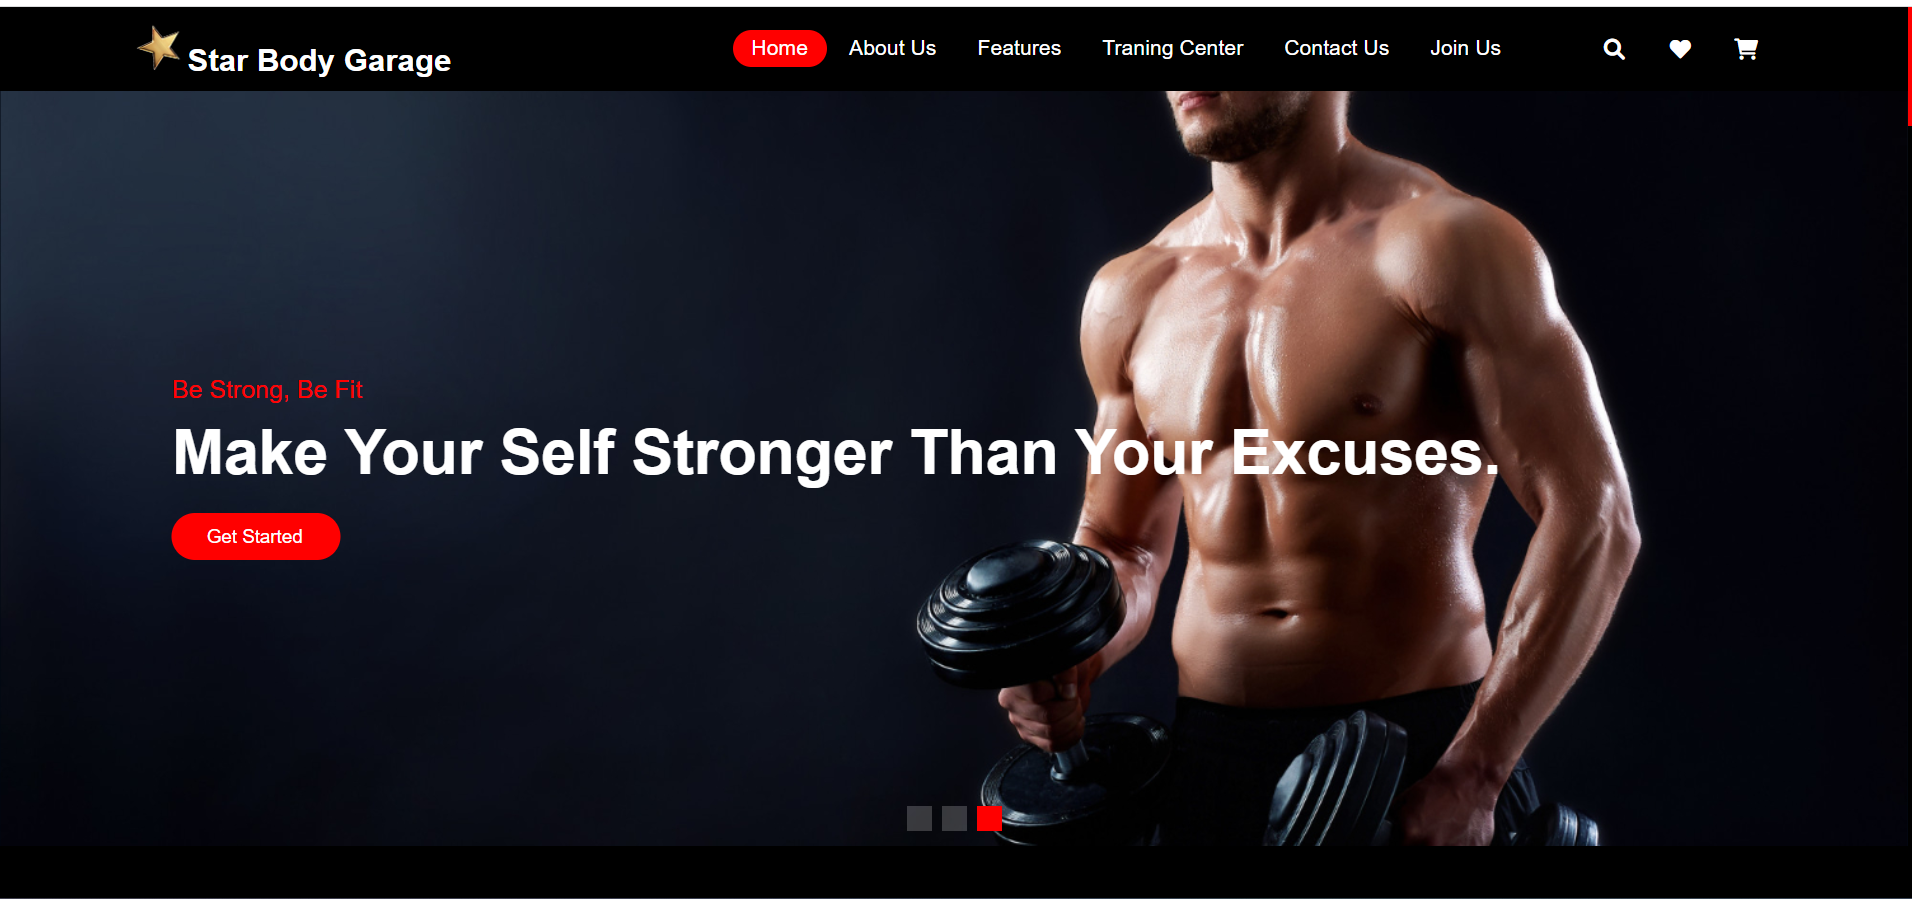 Star Body Garage
Home About Us Features Traning Center Contact Us Join Us
Be Strong, Be Fit
Make Your Self Stronger Than Your Excuses.
Get Started